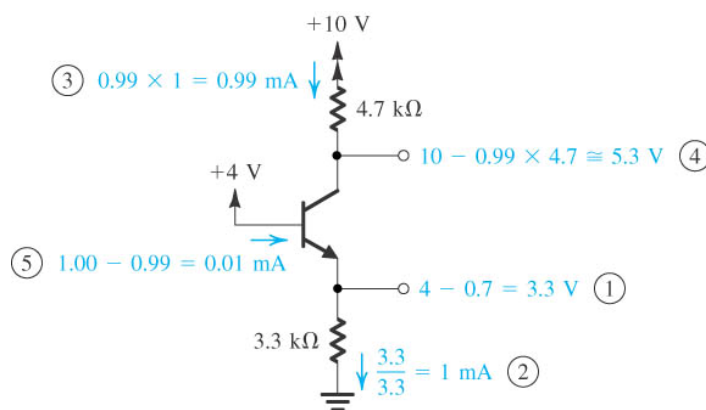 +10 V
③ 0.99 × 1 = 0.99 mA
4.7 kΩ
10 − 0.99 × 4.7 ≅ 5.3 V ④
+4 V
⑤ 1.00 − 0.99 = 0.01 mA
4 − 0.7 = 3.3 V ①
3.3 kΩ
3.3/3.3 = 1 mA ②